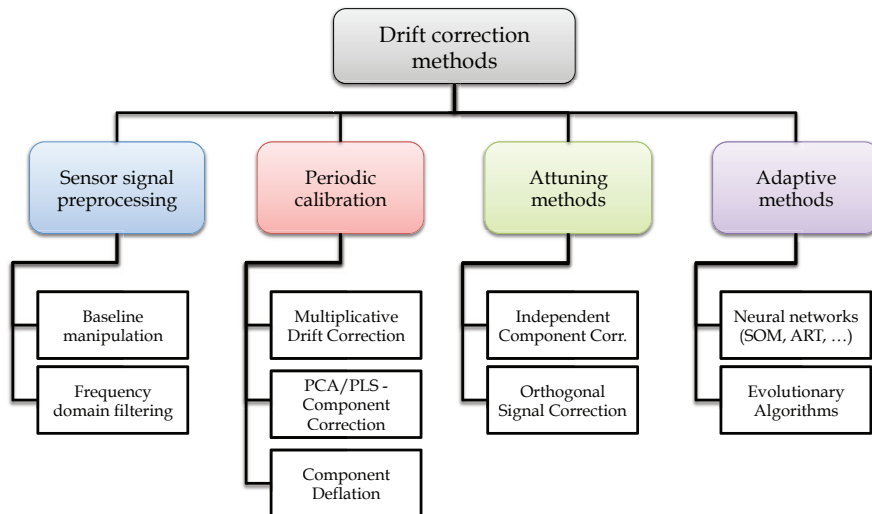 Drift correction
methods
Sensor signal
preprocessing
Periodic
calibration
Attuning
methods
Adaptive
methods
Baseline
manipulation
Frequency
domain filtering
Multiplicative
Drift Correction
PCA/PLS -
Component
Correction
Component
Deflation
Independent
Component Corr.
Orthogonal
Signal Correction
Neural networks
(SOM, ART, …)
Evolutionary
Algorithms